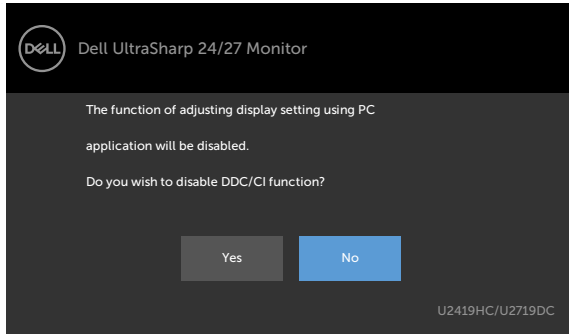 DELL
Dell UltraSharp 24/27 Monitor
The function of adjusting display setting using PC
application will be disabled.
Do you wish to disable DDC/CI function?
Yes
No
U2419HC/U2719DC